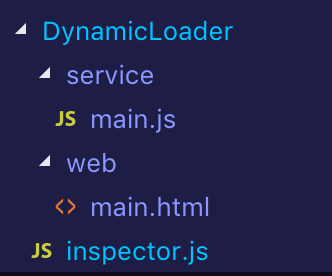 DynamicLoader
service
JS main.js
web
<> main.html
JS inspector.js